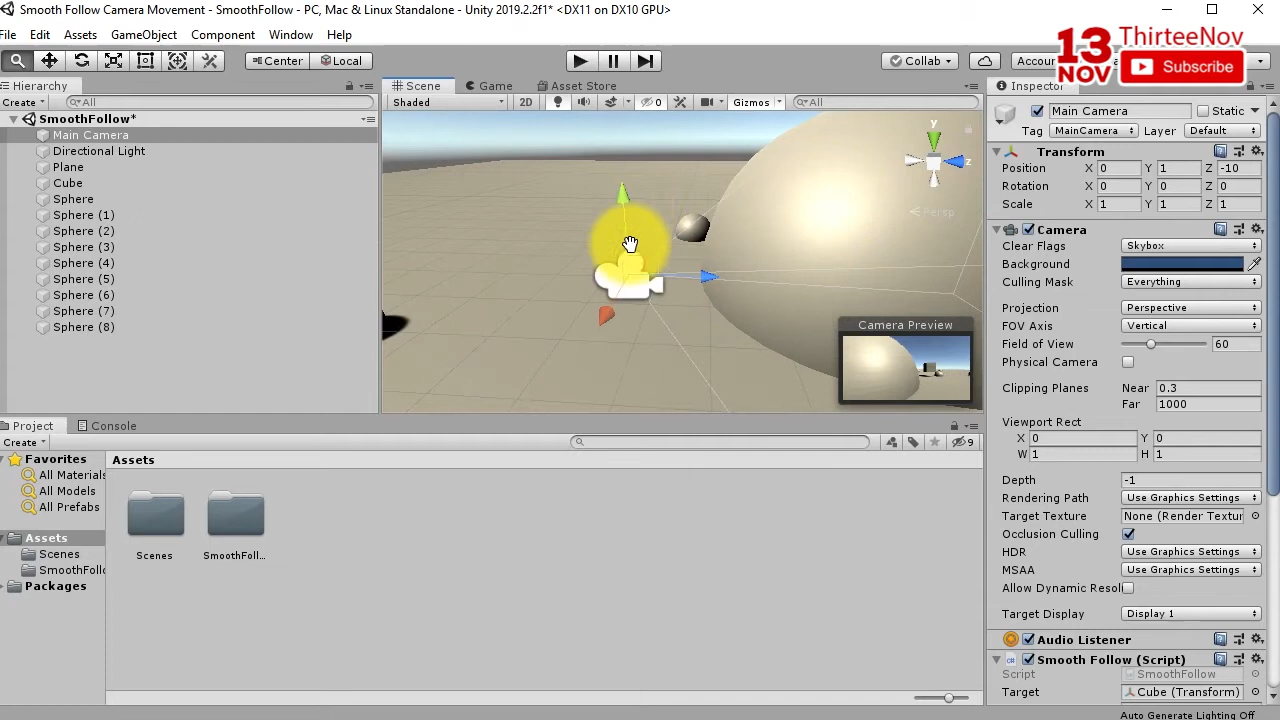 Smooth Follow Camera Movement - SmoothFollow - PC, Mac & Linux Standalone - Unity 2019.2.2f1* <DX11 on DX10 GPU>
File Edit Assets GameObject Component Window Help
Center Local Collab Accou
13 NOV ThirteeNov Subscribe
Hierarchy Scene Game Asset Store Inspector
Create All Shaded 2D 0 Gizmos All
Main Camera Static
Tag MainCamera Layer Default
SmoothFollow*
Main Camera
Directional Light
Plane
Cube
Sphere
Sphere (1)
Sphere (2)
Sphere (3)
Sphere (4)
Sphere (5)
Sphere (6)
Sphere (7)
Sphere (8)
y
z
Persp
Camera Preview
Transform
Position X 0 Y 1 Z -10
Rotation X 0 Y 0 Z 0
Scale X 1 Y 1 Z 1
Camera
Clear Flags Skybox
Background
Culling Mask Everything
Projection Perspective
FOV Axis Vertical
Field of View 60
Physical Camera
Clipping Planes Near 0.3
Far 1000
Viewport Rect
X 0 Y 0
W 1 H 1
Depth -1
Rendering Path Use Graphics Settings
Target Texture None (Render Textur
Occlusion Culling
HDR Use Graphics Settings
MSAA Use Graphics Settings
Allow Dynamic Resol
Target Display Display 1
Audio Listener
Smooth Follow (Script)
Script SmoothFollow
Target Cube (Transform)
Auto Generate Lighting Off
Project Console
Create 9
Favorites
All Materials
All Models
All Prefabs
Assets
Scenes
SmoothFollo
Packages
Assets
Scenes SmoothFoll...